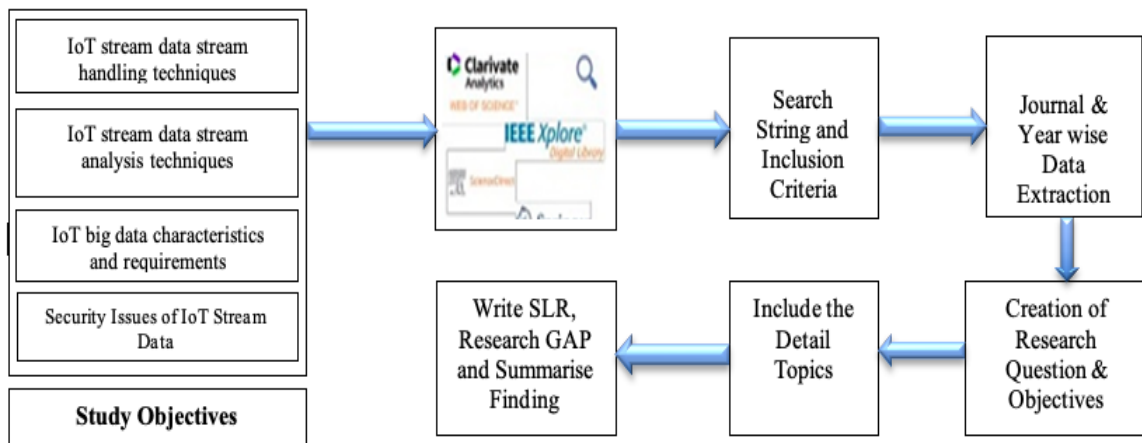 IoT stream data stream
handling techniques
IoT stream data stream
analysis techniques
IoT big data characteristics
and requirements
Security Issues of IoT Stream
Data
Study Objectives
Clarivate
Analytics
WEB OF SCIENCE
IEEE Xplore®
Digital Library
ScienceDirect
Search
String and
Inclusion
Criteria
Journal &
Year wise
Data
Extraction
Creation of
Research
Question &
Objectives
Include the
Detail
Topics
Write SLR,
Research GAP
and Summarise
Finding